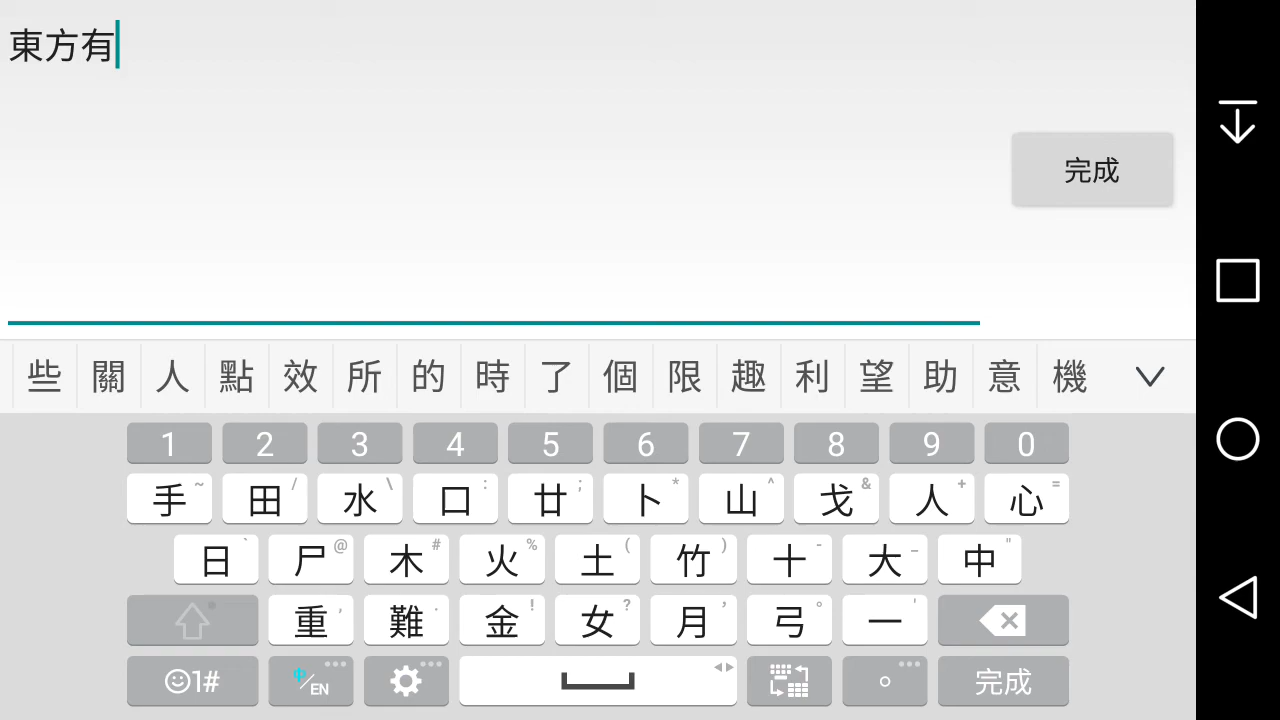 東方有
完成
些 關 人 點 效 所 的 時 了 個 限 趣 利 望 助 意 機
1 2 3 4 5 6 7 8 9 0
手 ~ 田 / 水 \ 口 : 廿 ; 卜 * 山 ^ 戈 & 人 + 心 =
日 ` 尸 @ 木 # 火 % 土 ( 竹 ) 十 - 大 _ 中 "
重 , 難 . 金 ! 女 ? 月 , 弓 ° 一 '
1# 中/EN 。 完成